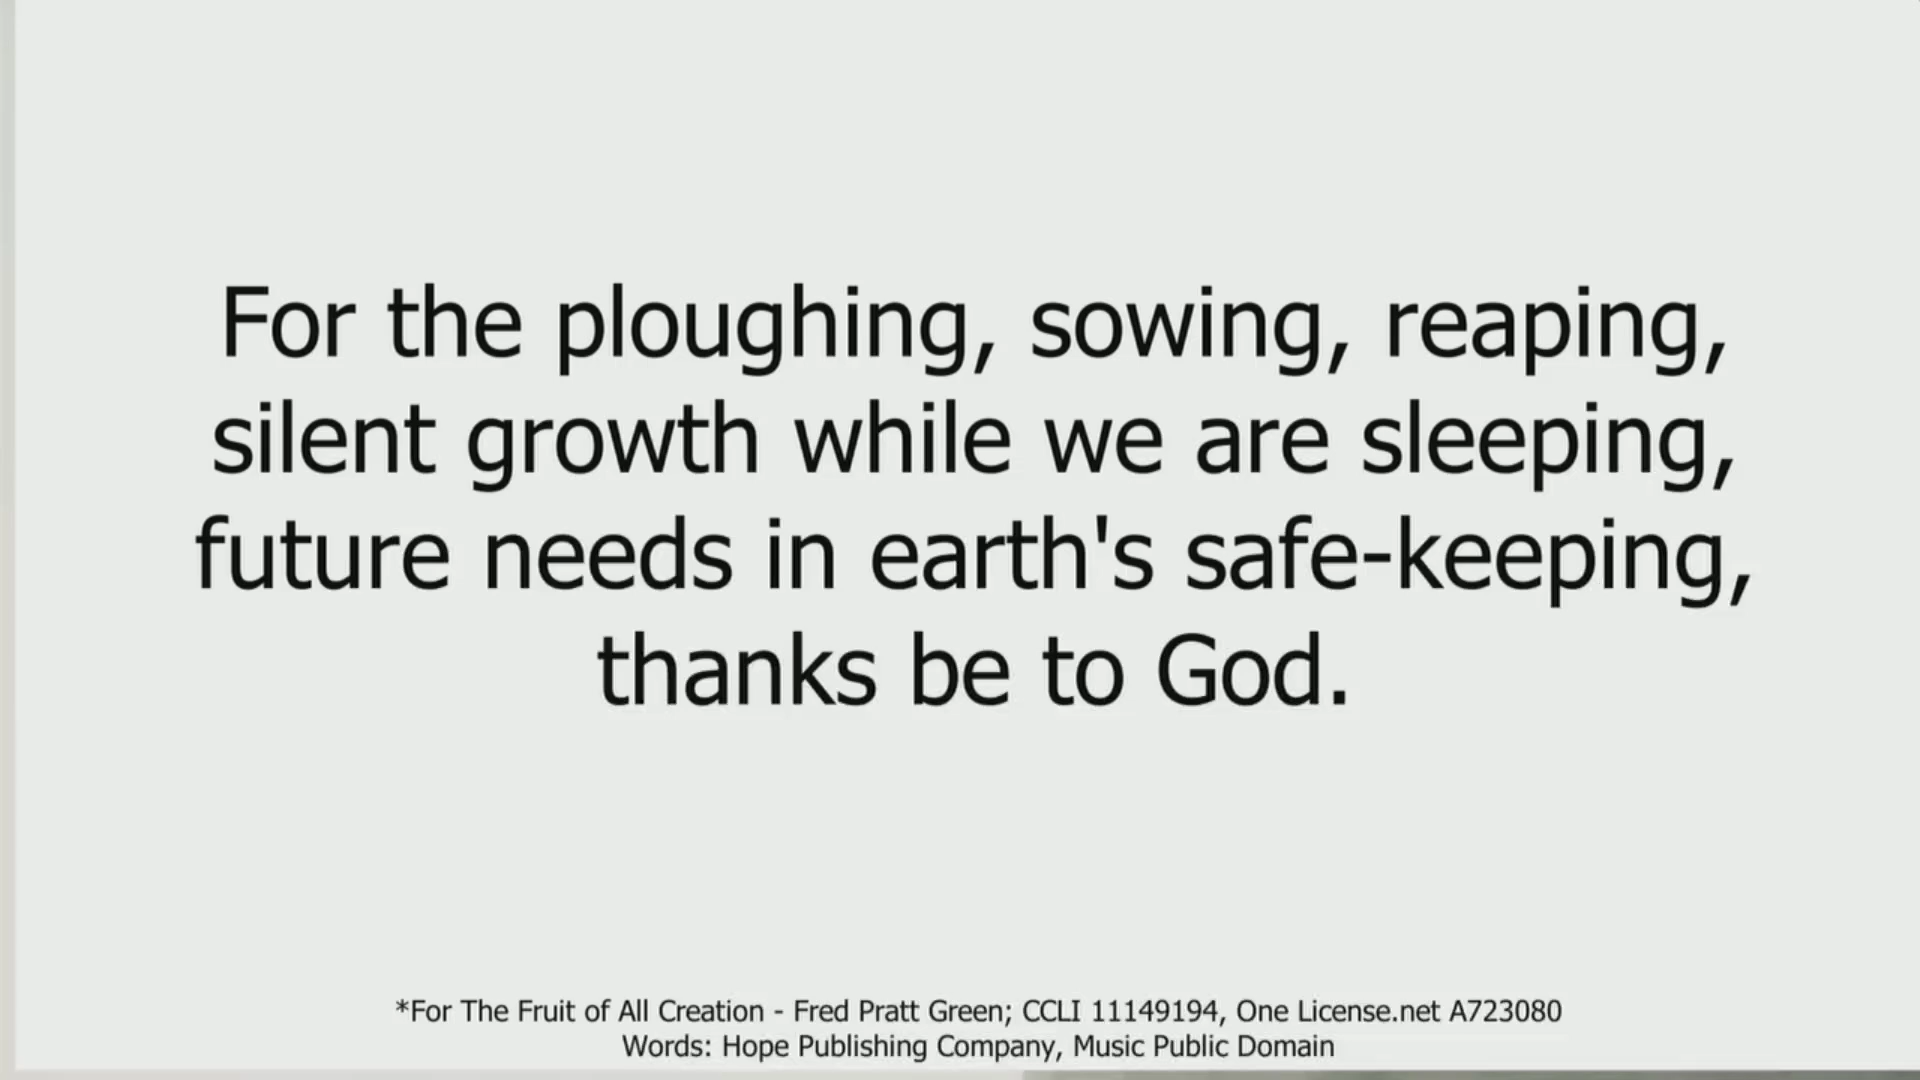 For the ploughing, sowing, reaping,
silent growth while we are sleeping,
future needs in earth's safe-keeping,
thanks be to God.
*For The Fruit of All Creation - Fred Pratt Green; CCLI 11149194, One License.net A723080
Words: Hope Publishing Company, Music Public Domain